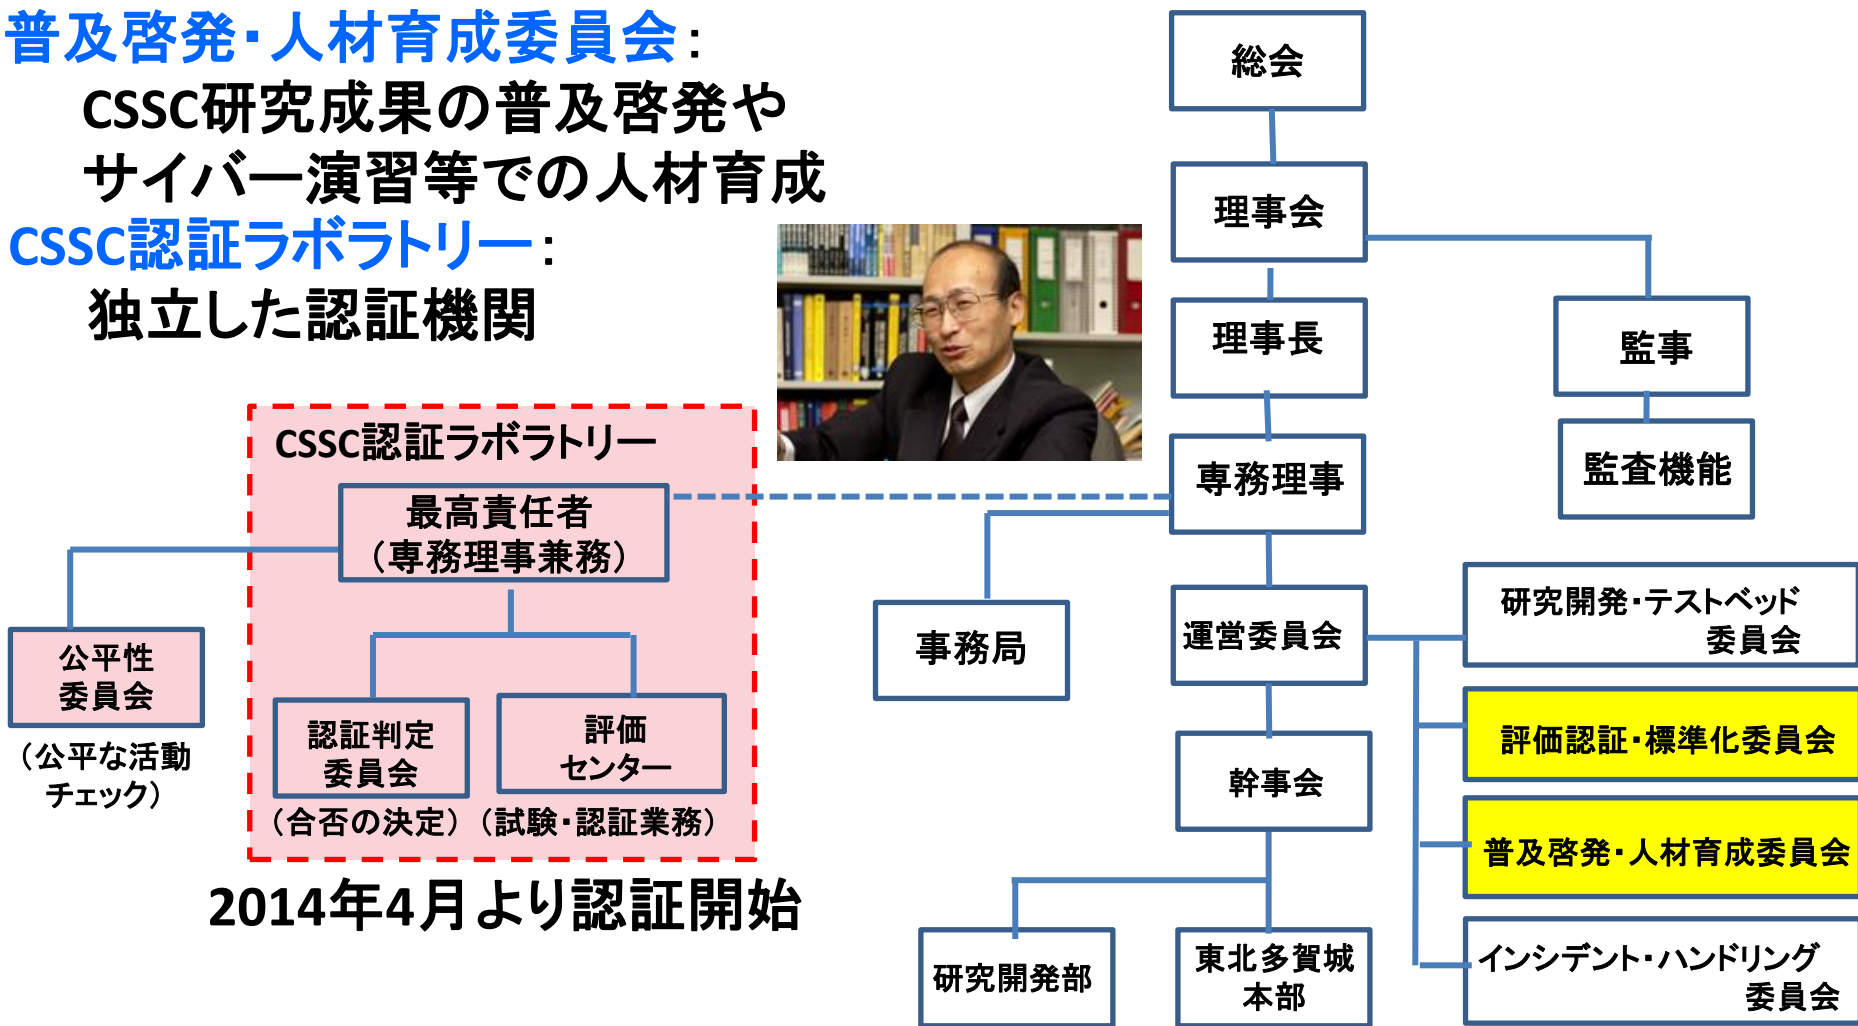 普及啓発・人材育成委員会：
CSSC研究成果の普及啓発や
サイバー演習等での人材育成
CSSC認証ラボラトリー：
独立した認証機関
総会
理事会
理事長
監事
専務理事
監査機能
CSSC認証ラボラトリー
最高責任者
（専務理事兼務）
公平性
委員会
（公平な活動
チェック）
認証判定
委員会
（合否の決定）
評価
センター
（試験・認証業務）
2014年4月より認証開始
事務局
運営委員会
研究開発・テストベッド
委員会
評価認証・標準化委員会
幹事会
普及啓発・人材育成委員会
研究開発部
東北多賀城
本部
インシデント・ハンドリング
委員会